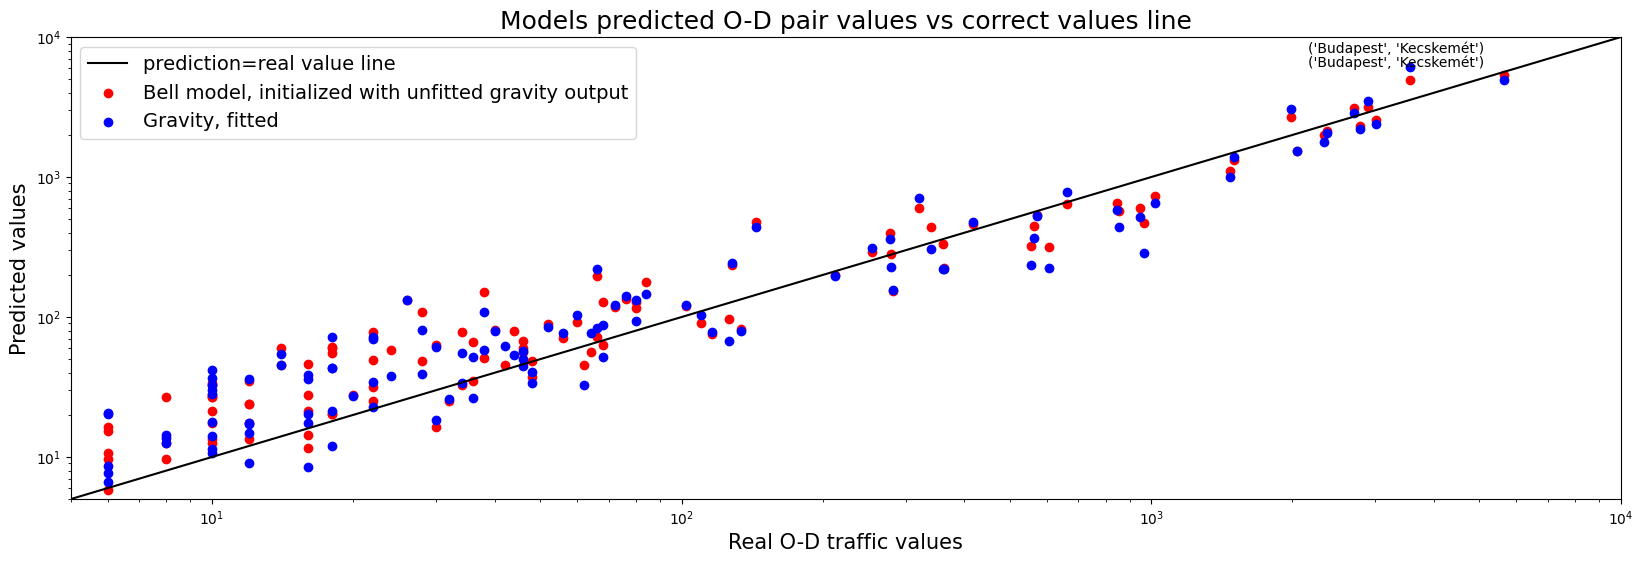 Models predicted O-D pair values vs correct values line
10⁴
('Budapest', 'Kecskemét')
('Budapest', 'Kecskemét')
prediction=real value line
Bell model, initialized with unfitted gravity output
Gravity, fitted
10³
10²
10¹
Predicted values
10¹ 10² 10³ 10⁴
Real O-D traffic values